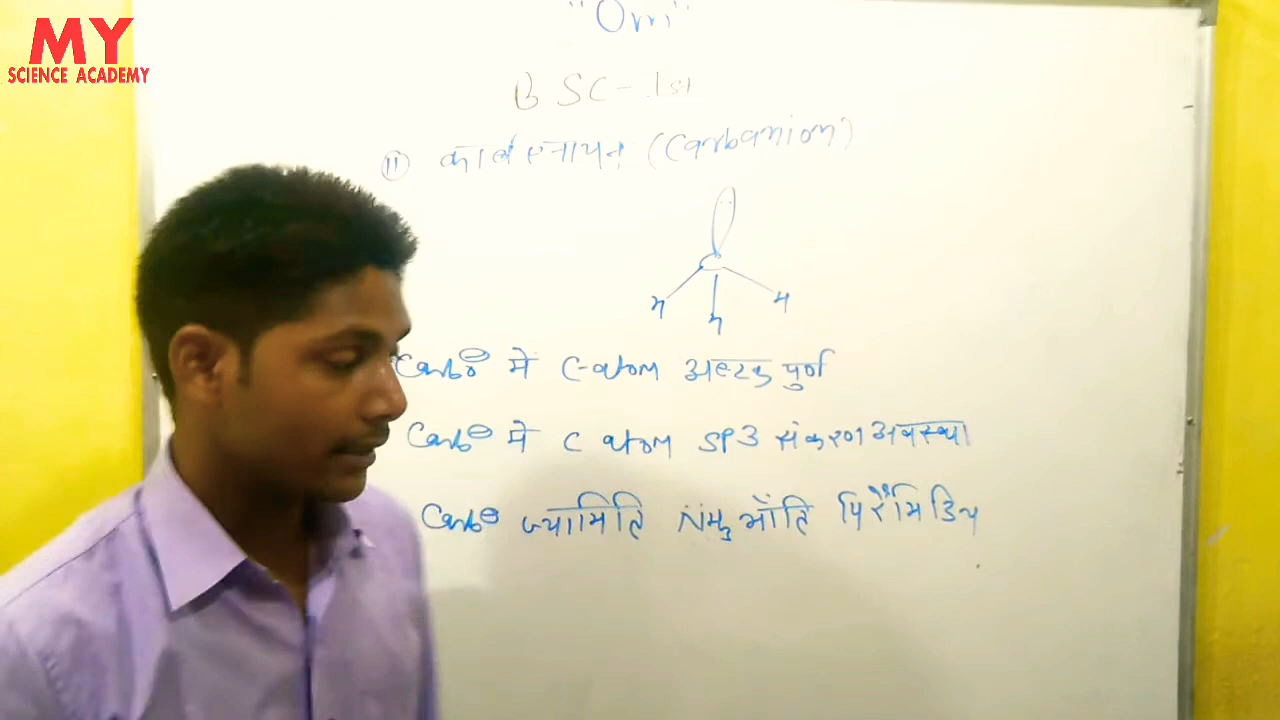 MY
SCIENCE ACADEMY
"Om"
B SC - Ist
(11) कार्बएनायन (Carbanion)
C
H H H
Carb⊖ मे C-atom अष्टक पुर्ण
Carb⊖ मे C atom SP3 संकरण अवस्था
Carb⊖ ज्यामिति पिरैमिडिय